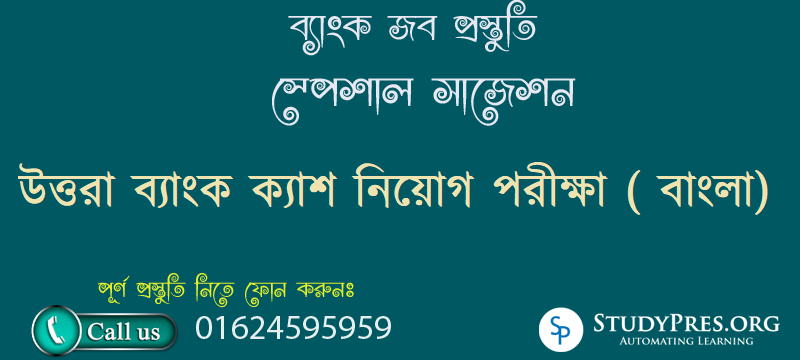 ব্যাংক জব প্রস্তুতি
স্পেশাল সাজেশন
উত্তরা ব্যাংক ক্যাশ নিয়োগ পরীক্ষা ( বাংলা)
পূর্ণ প্রস্তুতি নিতে ফোন করুনঃ
Call us 01624595959
SP StudyPres.org
Automating Learning